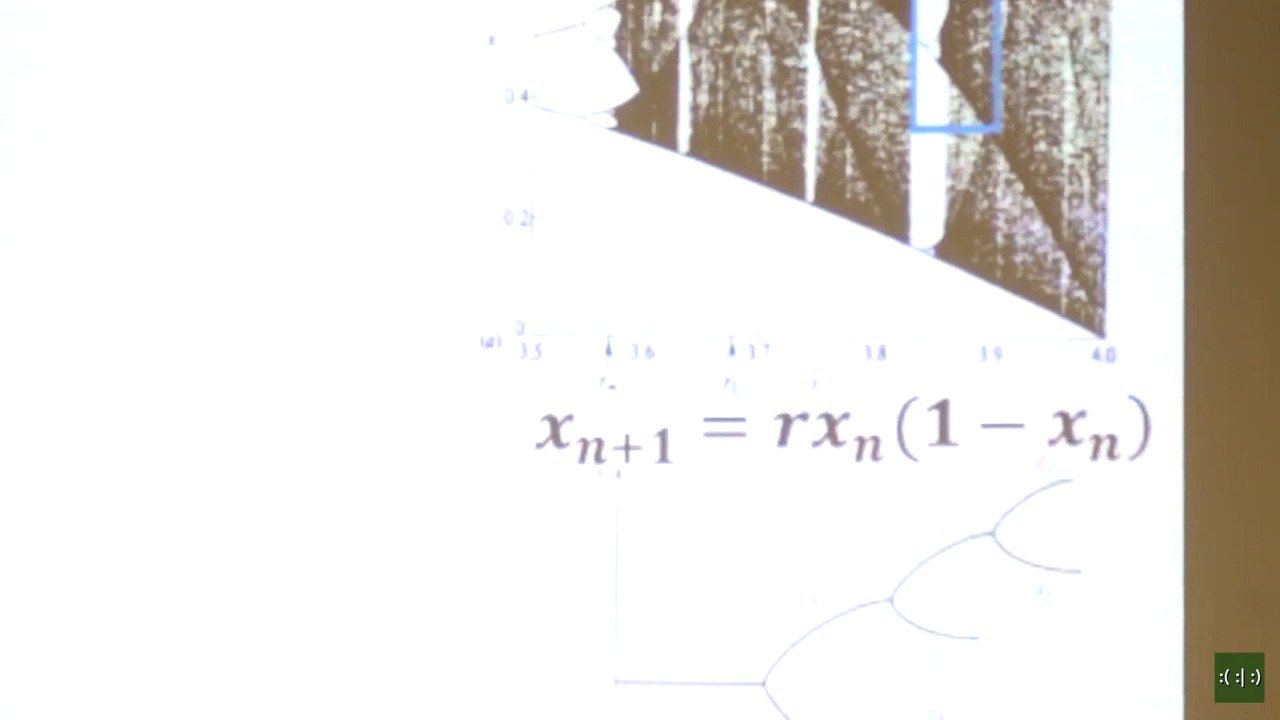 0.4
0.2
0
(a) 3.5 3.6 3.7 3.8 3.9 4.0
xₙ₊₁ = rxₙ(1 − xₙ)
:( :| :)